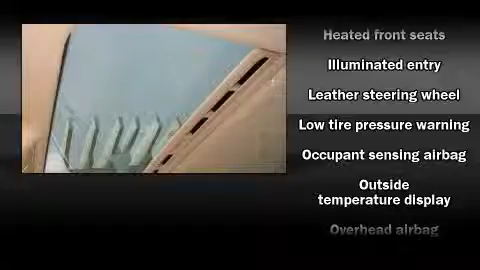 Heated front seats
Illuminated entry
Leather steering wheel
Low tire pressure warning
Occupant sensing airbag
Outside
temperature display
Overhead airbag